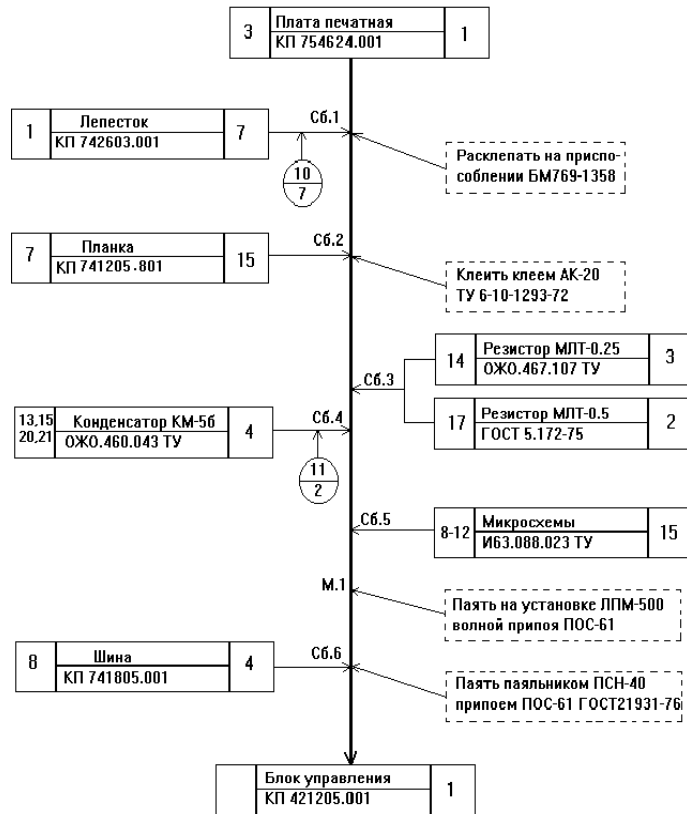 3
Плата печатная
КП 754624.001
1
Сб.1
1
Лепесток
КП 742603.001
7
10
7
Расклепать на приспо-
соблении БМ769-1358
Сб.2
7
Планка
КП 741205.801
15
Клеить клеем АК-20
ТУ 6-10-1293-72
Сб.3
14
Резистор МЛТ-0.25
ОЖО.467.107 ТУ
3
17
Резистор МЛТ-0.5
ГОСТ 5.172-75
2
Сб.4
13,15
20,21
Конденсатор КМ-5б
ОЖО.460.043 ТУ
4
11
2
Сб.5
8-12
Микросхемы
И63.088.023 ТУ
15
М.1
Паять на установке ЛПМ-500
волной припоя ПОС-61
Сб.6
8
Шина
КП 741805.001
4
Паять паяльником ПСН-40
припоем ПОС-61 ГОСТ21931-76
Блок управления
КП 421205.001
1